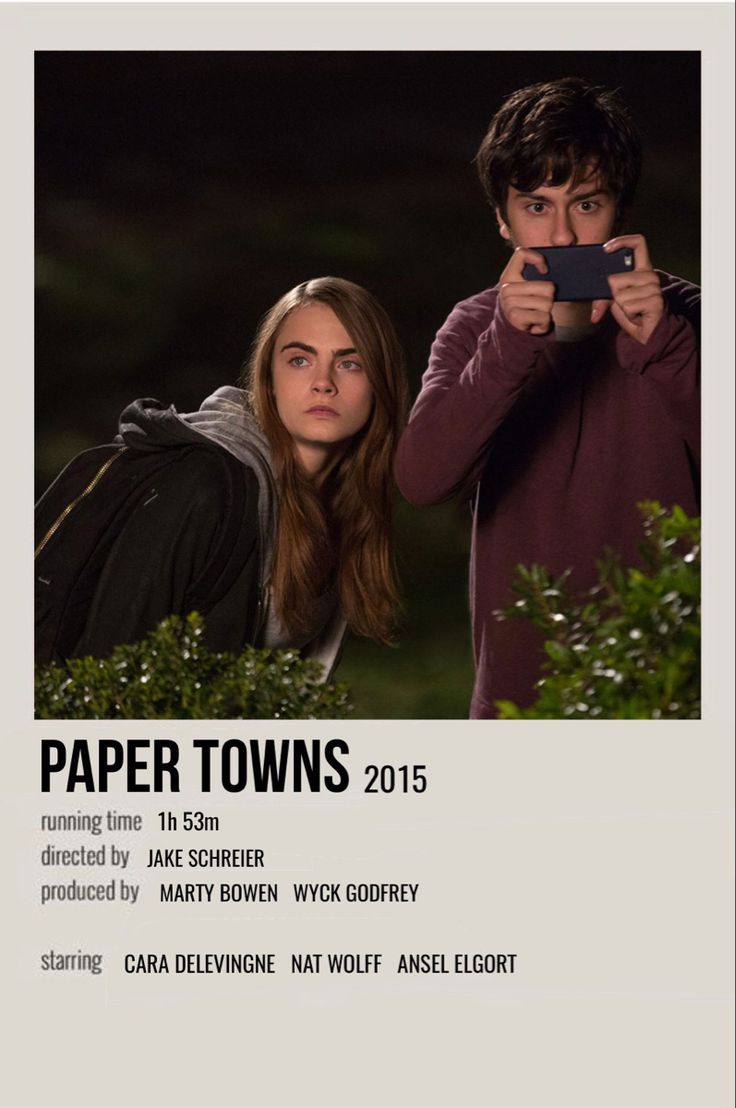 PAPER TOWNS 2015
running time 1h 53m
directed by JAKE SCHREIER
produced by MARTY BOWEN WYCK GODFREY
starring CARA DELEVINGNE NAT WOLFF ANSEL ELGORT